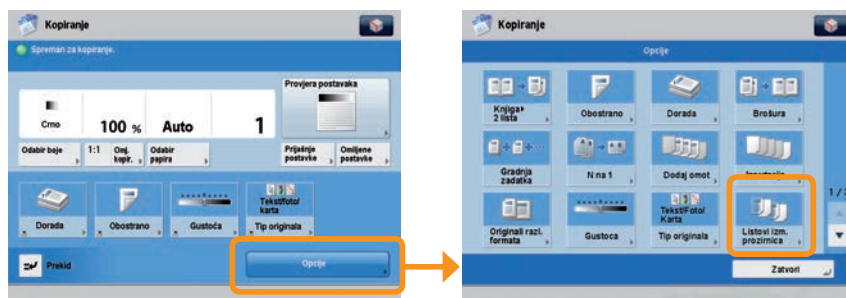 Kopiranje
Spreman za kopiranje.
Provjera postavaka
Crno
100 %
Auto
1
Odabir boje
1:1
Omj.
kopir.
Odabir
papira
Prijašnje
postavke
Omiljene
postavke
Dorada
Obostrano
Gustoća
Tekst/foto/
karta
Tip originala
Prekid
Opcije
Kopiranje
Opcije
Knjiga
2 lista
Obostrano
Dorada
Brošura
Gradnja
zadatka
N na 1
Dodaj omot
Originali razl.
formata
Gustoca
Tekst/Foto/
Karta
Tip originala
Listovi izm.
prozirnica
Zatvori